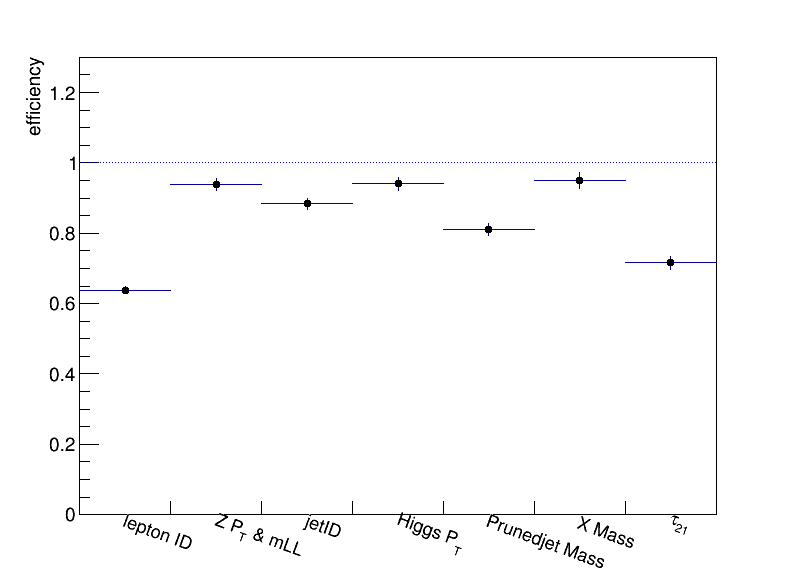 efficiency
1.2
1
0.8
0.6
0.4
0.2
0
lepton ID
Z P_T & mLL
jetID
Higgs P_T
Prunedjet Mass
X Mass
τ_21